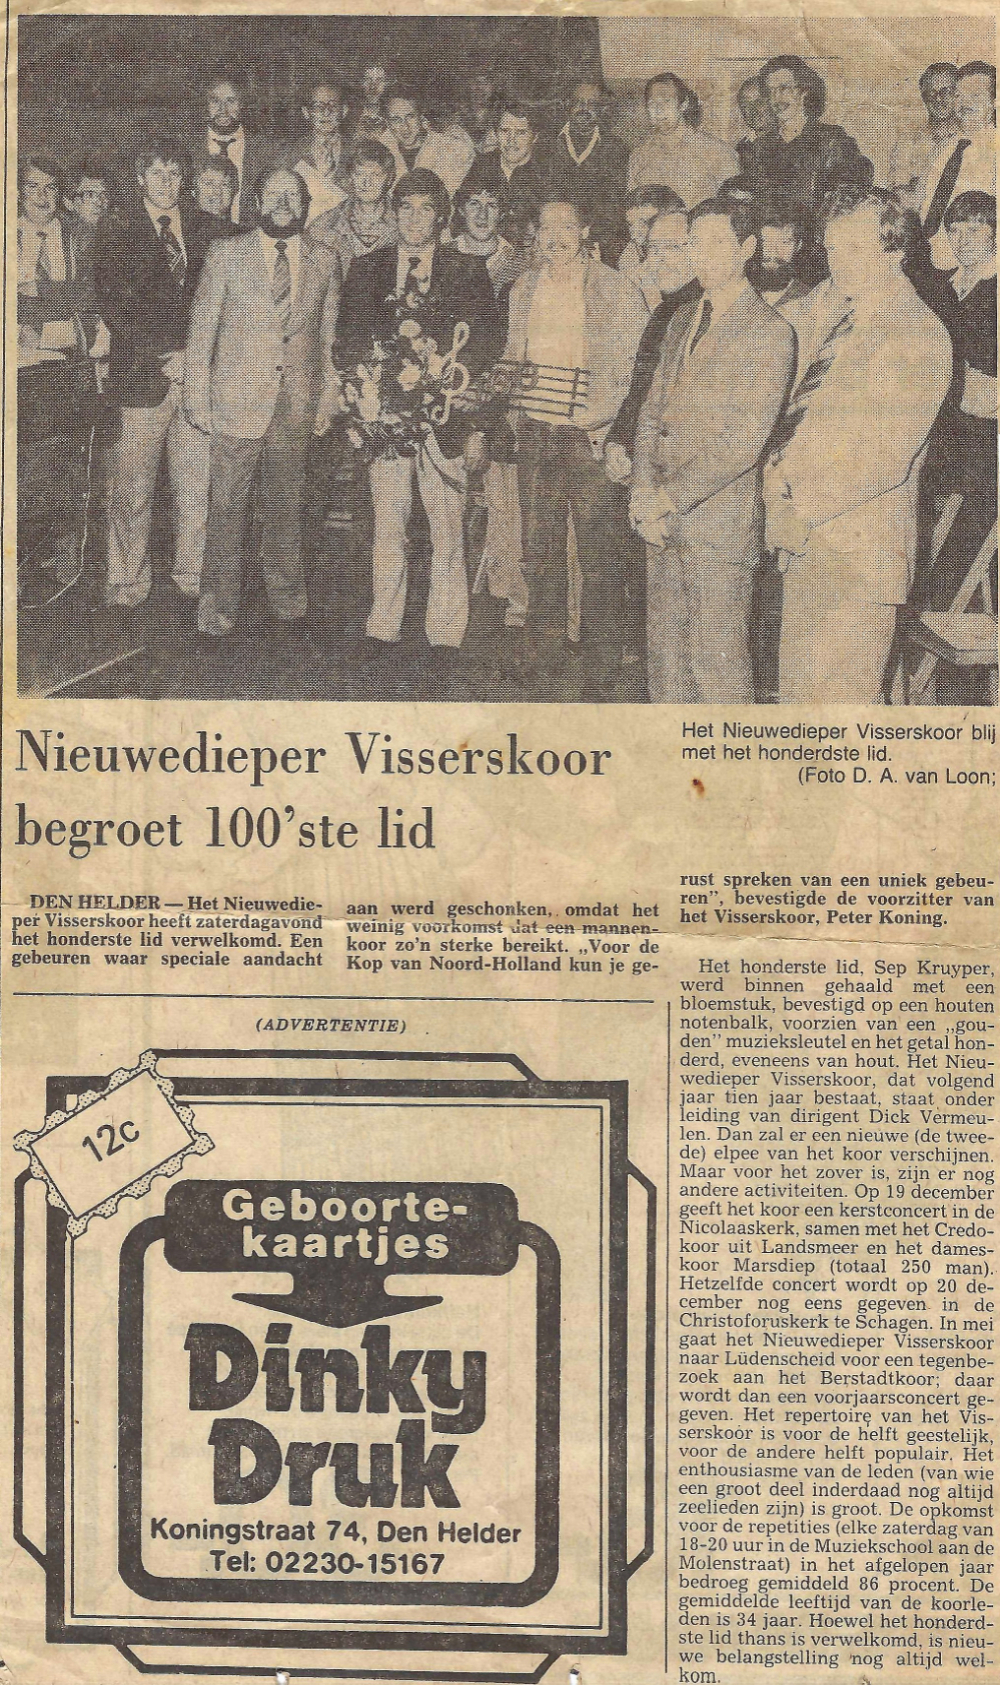 Het Nieuwedieper Visserskoor blij
met het honderdste lid.
(Foto D. A. van Loon;
Nieuwedieper Visserskoor
begroet 100'ste lid
DEN HELDER — Het Nieuwedie-
per Visserskoor heeft zaterdagavond
het honderste lid verwelkomd. Een
gebeuren waar speciale aandacht
aan werd geschonken, omdat het
weinig voorkomst dat een mannen-
koor zo'n sterke bereikt. „Voor de
Kop van Noord-Holland kun je ge-
rust spreken van een uniek gebeu-
ren”, bevestigde de voorzitter van
het Visserskoor, Peter Koning.
Het honderste lid, Sep Kruyper,
werd binnen gehaald met een
bloemstuk, bevestigd op een houten
notenbalk, voorzien van een „gou-
den” muzieksleutel en het getal hon-
derd, eveneens van hout. Het Nieu-
wedieper Visserskoor, dat volgend
jaar tien jaar bestaat, staat onder
leiding van dirigent Dick Vermeu-
len. Dan zal er een nieuwe (de twee-
de) elpee van het koor verschijnen.
Maar voor het zover is, zijn er nog
andere activiteiten. Op 19 december
geeft het koor een kerstconcert in de
Nicolaaskerk, samen met het Credo-
koor uit Landsmeer en het dames-
koor Marsdiep (totaal 250 man).
Hetzelfde concert wordt op 20 de-
cember nog eens gegeven in de
Christoforuskerk te Schagen. In mei
gaat het Nieuwedieper Visserskoor
naar Lüdenscheid voor een tegenbe-
zoek aan het Berstadtkoor; daar
wordt dan een voorjaarsconcert ge-
geven. Het repertoire van het Vis-
serskoor is voor de helft geestelijk,
voor de andere helft populair. Het
enthousiasme van de leden (van wie
een groot deel inderdaad nog altijd
zeelieden zijn) is groot. De opkomst
voor de repetities (elke zaterdag van
18-20 uur in de Muziekschool aan de
Molenstraat) in het afgelopen jaar
bedroeg gemiddeld 86 procent. De
gemiddelde leeftijd van de koorle-
den is 34 jaar. Hoewel het honderd-
ste lid thans is verwelkomd, is nieu-
we belangstelling nog altijd wel-
kom.
(ADVERTENTIE)
12c
Geboorte-
kaartjes
Dinky
Druk
Koningstraat 74, Den Helder
Tel: 02230-15167